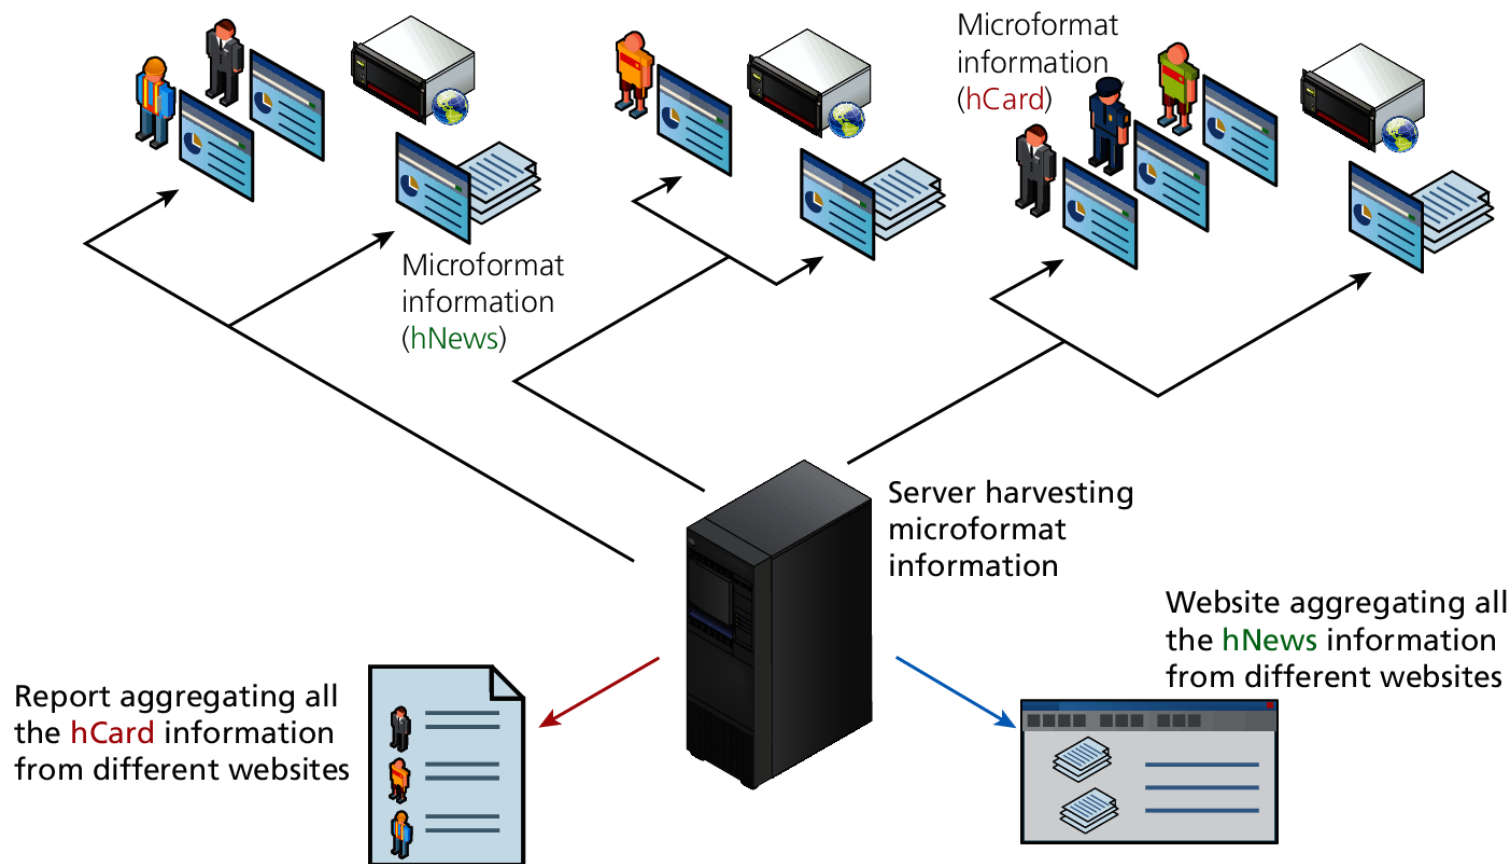 Microformat
information
(hCard)
Microformat
information
(hNews)
Server harvesting
microformat
information
Website aggregating all
the hNews information
from different websites
Report aggregating all
the hCard information
from different websites